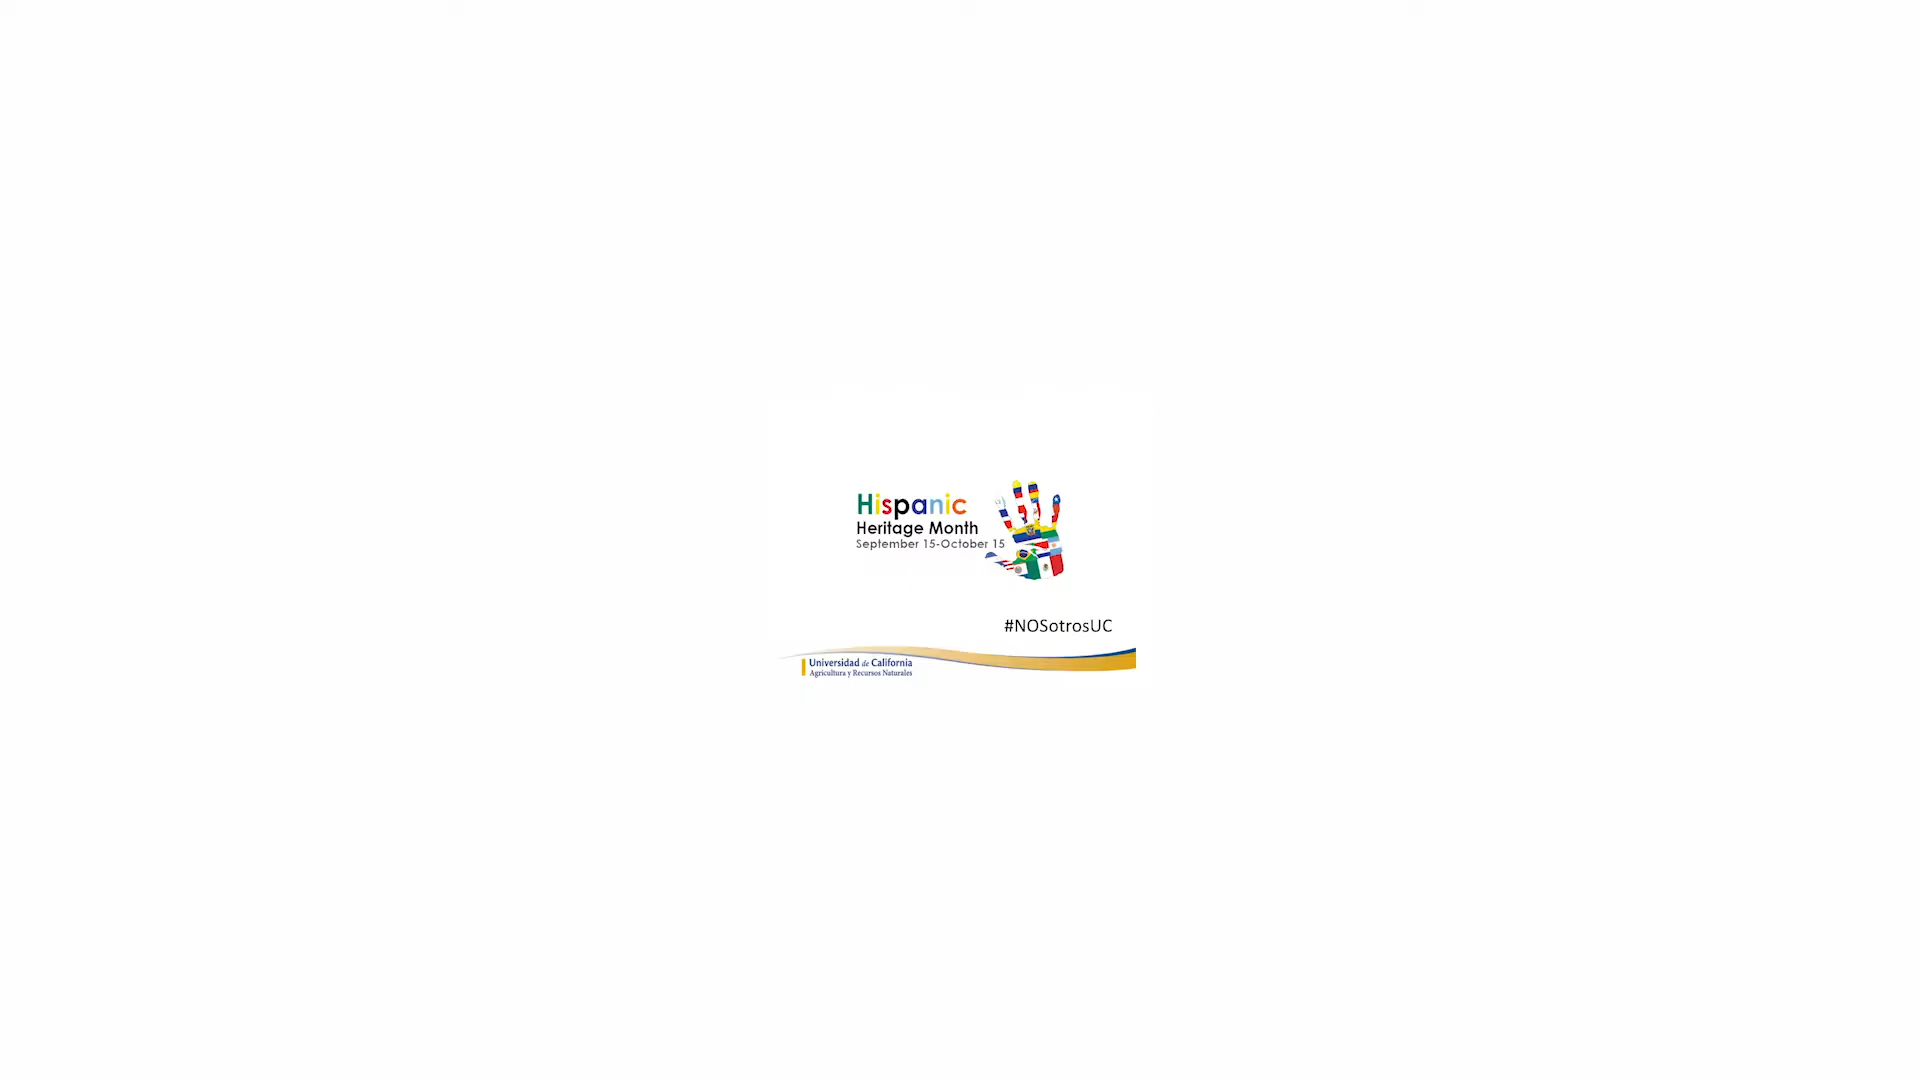 Hispanic
Heritage Month
September 15-October 15
#NOSotrosUC
Universidad de California
Agricultura y Recursos Naturales